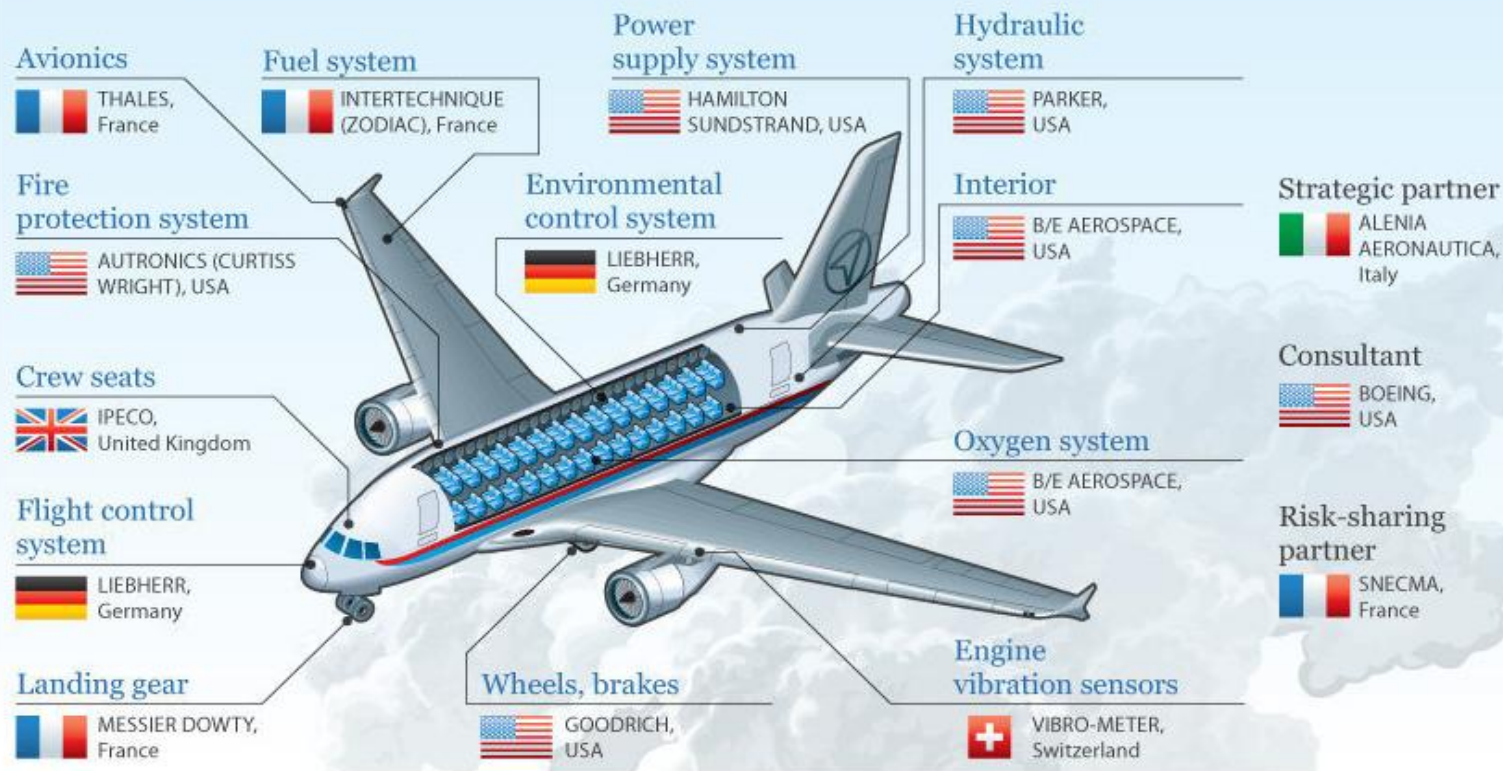 Avionics
THALES,
France
Fuel system
INTERTECHNIQUE
(ZODIAC), France
Power
supply system
HAMILTON
SUNDSTRAND, USA
Hydraulic
system
PARKER,
USA
Fire
protection system
AUTRONICS (CURTISS
WRIGHT), USA
Environmental
control system
LIEBHERR,
Germany
Interior
B/E AEROSPACE,
USA
Strategic partner
ALENIA
AERONAUTICA,
Italy
Crew seats
IPECO,
United Kingdom
Consultant
BOEING,
USA
Oxygen system
B/E AEROSPACE,
USA
Flight control
system
LIEBHERR,
Germany
Risk-sharing
partner
SNECMA,
France
Landing gear
MESSIER DOWTY,
France
Wheels, brakes
GOODRICH,
USA
Engine
vibration sensors
VIBRO-METER,
Switzerland